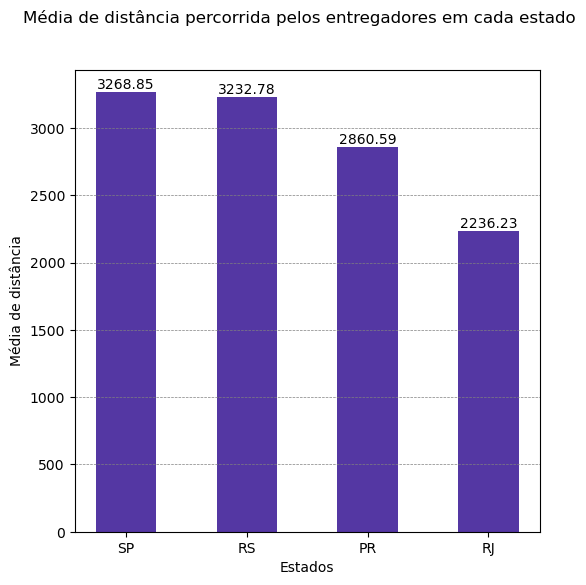 Média de distância percorrida pelos entregadores em cada estado
3268.85
3232.78
2860.59
2236.23
3000
2500
2000
1500
1000
500
0
Média de distância
SP RS PR RJ
Estados